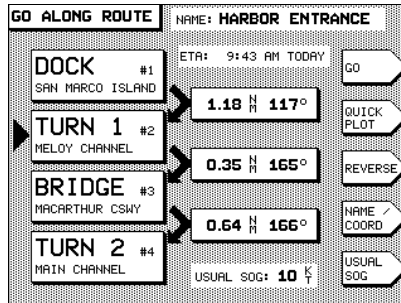 GO ALONG ROUTE
NAME: HARBOR ENTRANCE
ETA: 9:43 AM TODAY
DOCK #1
SAN MARCO ISLAND
1.18 NM 117°
TURN 1 #2
MELOY CHANNEL
0.35 NM 165°
BRIDGE #3
MACARTHUR CSWY
0.64 NM 166°
TURN 2 #4
MAIN CHANNEL
USUAL SOG: 10 KT
GO
QUICK
PLOT
REVERSE
NAME /
COORD
USUAL
SOG